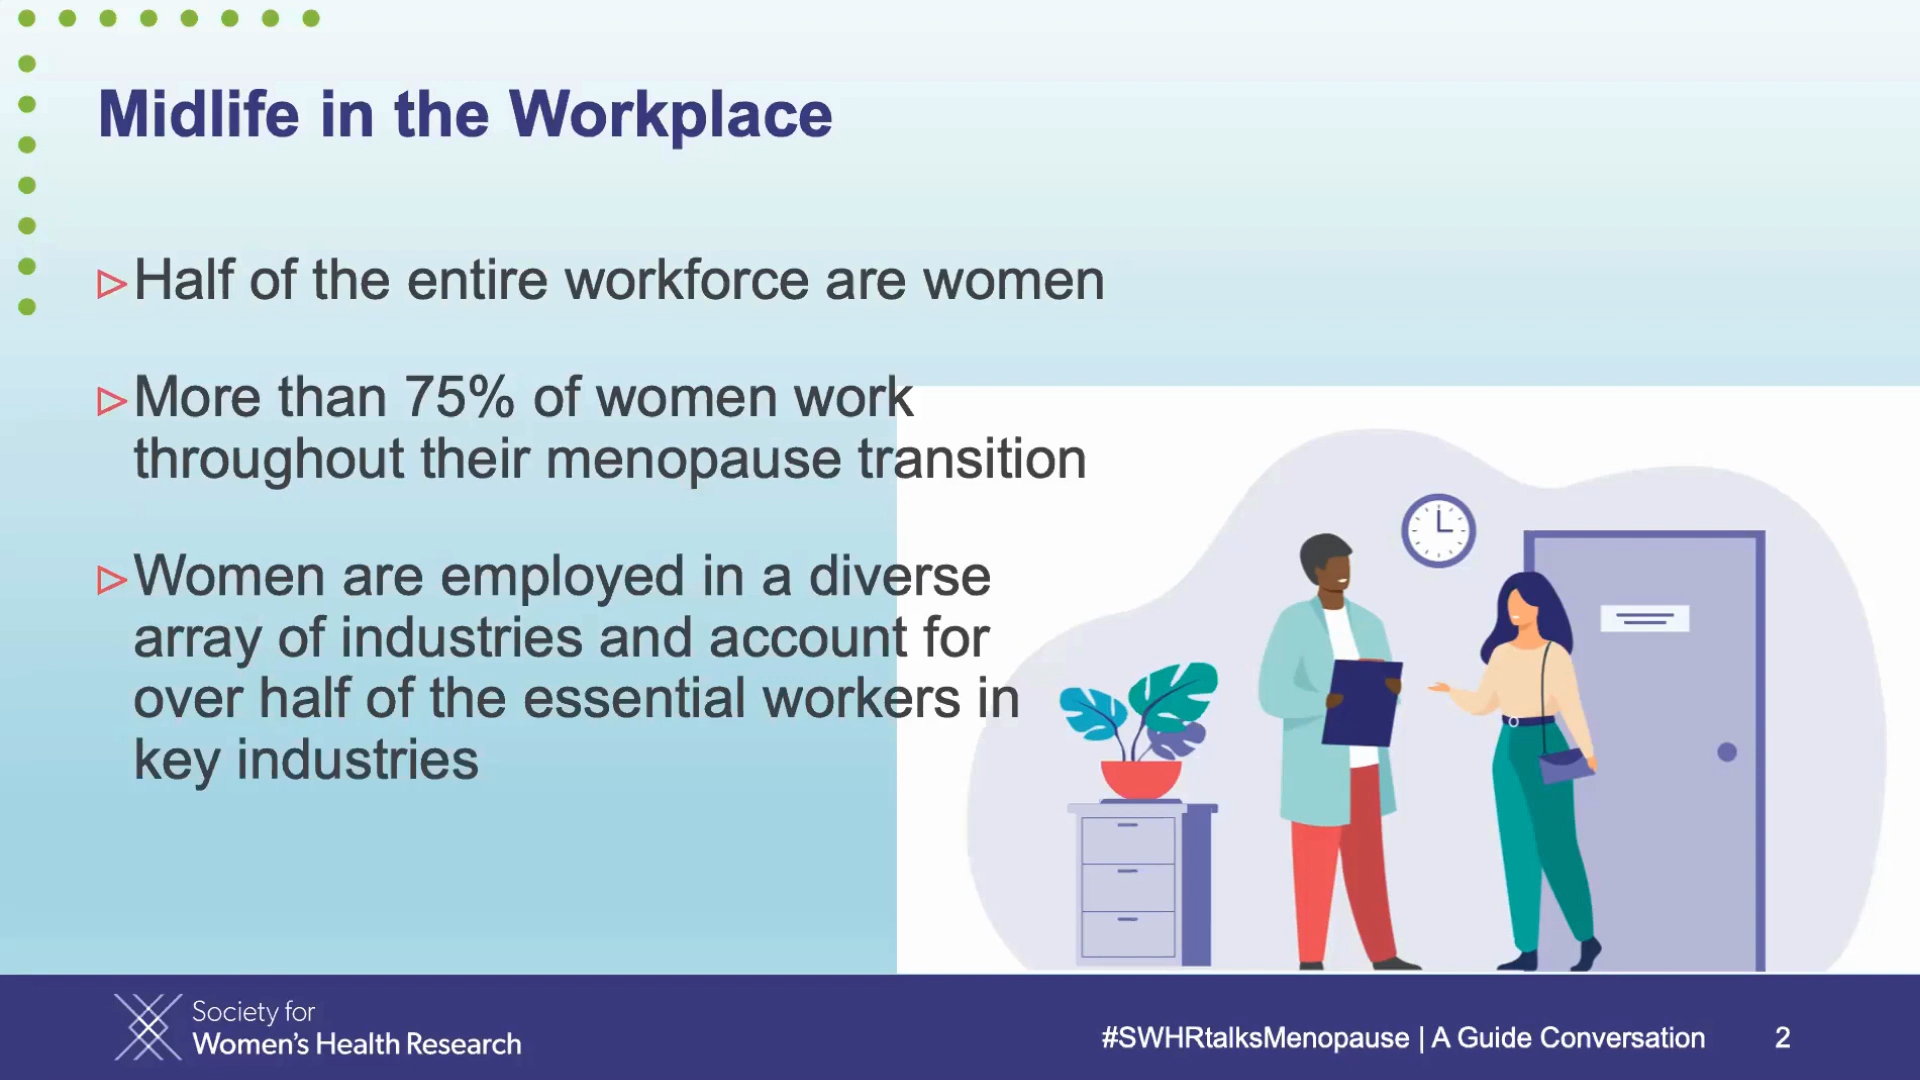 Midlife in the Workplace
Half of the entire workforce are women
More than 75% of women work
throughout their menopause transition
Women are employed in a diverse
array of industries and account for
over half of the essential workers in
key industries
Society for
Women's Health Research
#SWHRtalksMenopause | A Guide Conversation
2